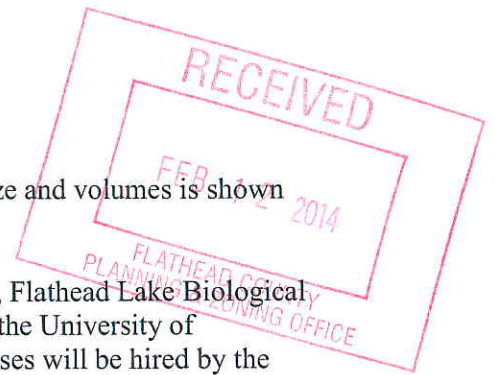 RECEIVED
FEB 12 2014
FLATHEAD COUNTY
PLANNING & ZONING OFFICE
ze and volumes is shown
, Flathead Lake Biological
the University of
ses will be hired by the